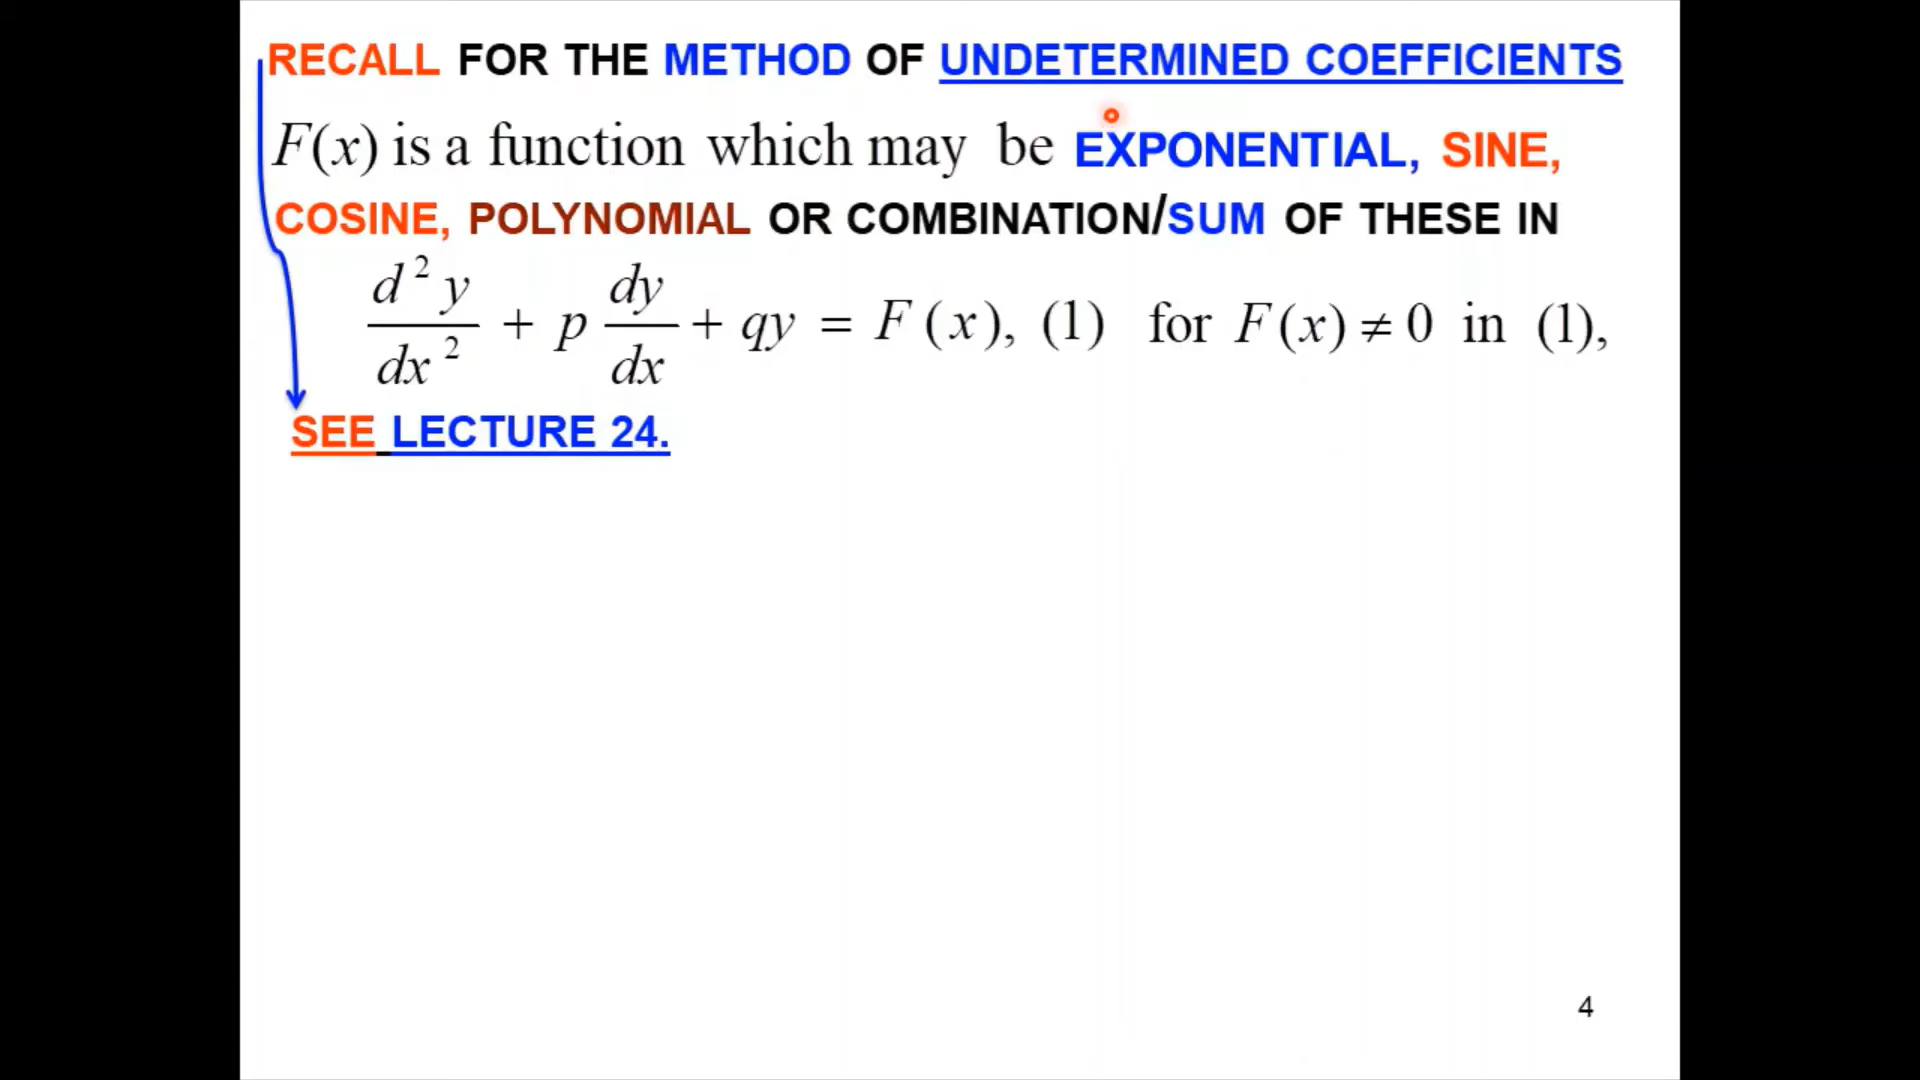 RECALL FOR THE METHOD OF UNDETERMINED COEFFICIENTS
F(x) is a function which may be EXPONENTIAL, SINE,
COSINE, POLYNOMIAL OR COMBINATION/SUM OF THESE IN
d²y/dx² + p dy/dx + qy = F(x), (1) for F(x) ≠ 0 in (1),
SEE LECTURE 24.
4